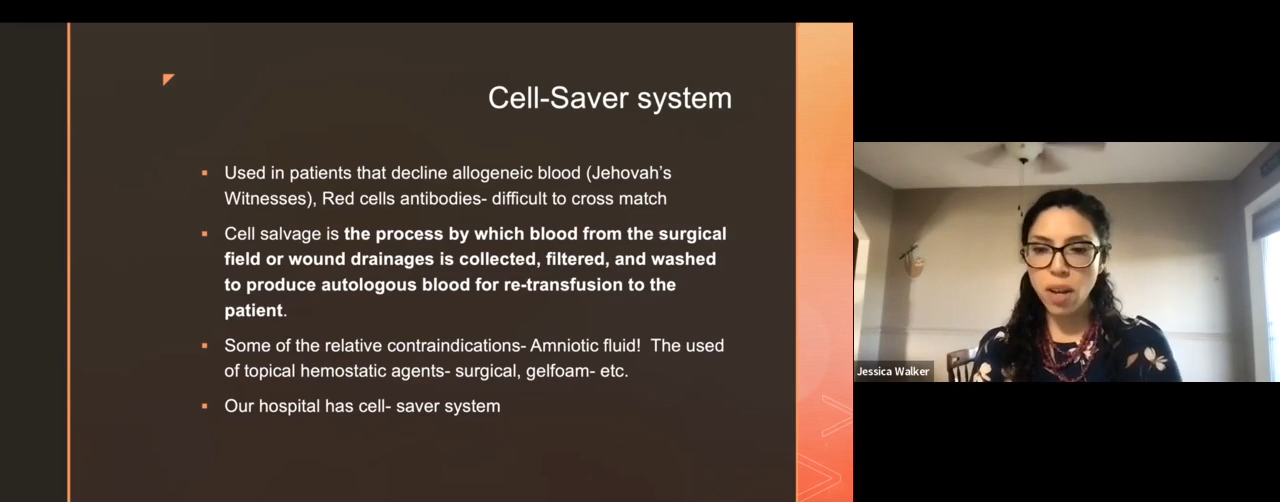 Cell-Saver system
Used in patients that decline allogeneic blood (Jehovah's
Witnesses), Red cells antibodies- difficult to cross match
Cell salvage is the process by which blood from the surgical
field or wound drainages is collected, filtered, and washed
to produce autologous blood for re-transfusion to the
patient.
Some of the relative contraindications- Amniotic fluid! The used
of topical hemostatic agents- surgical, gelfoam- etc.
Our hospital has cell- saver system
Jessica Walker